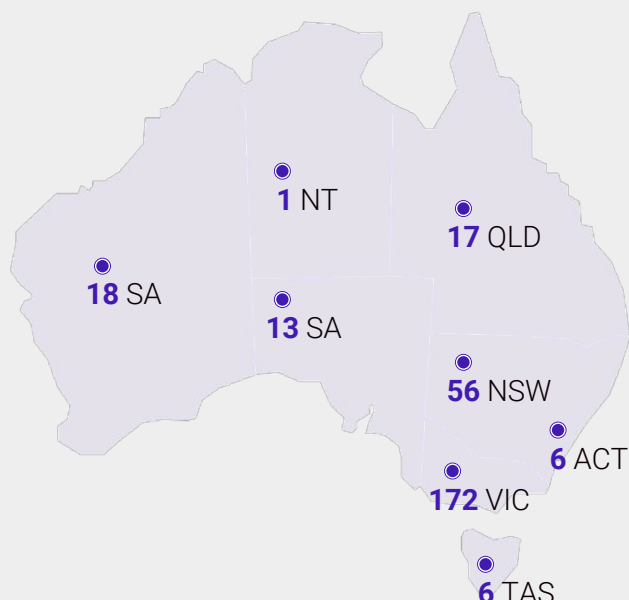 1 NT
17 QLD
18 SA
13 SA
56 NSW
6 ACT
172 VIC
6 TAS